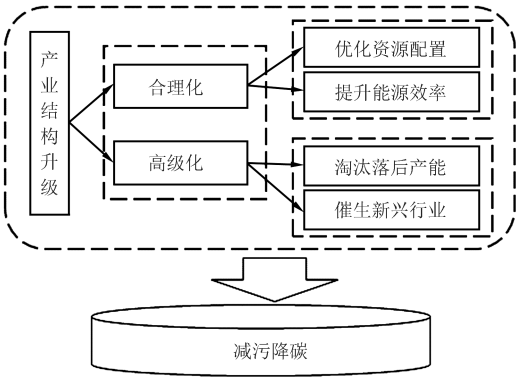 产业结构升级
合理化
高级化
优化资源配置
提升能源效率
淘汰落后产能
催生新兴行业
减污降碳